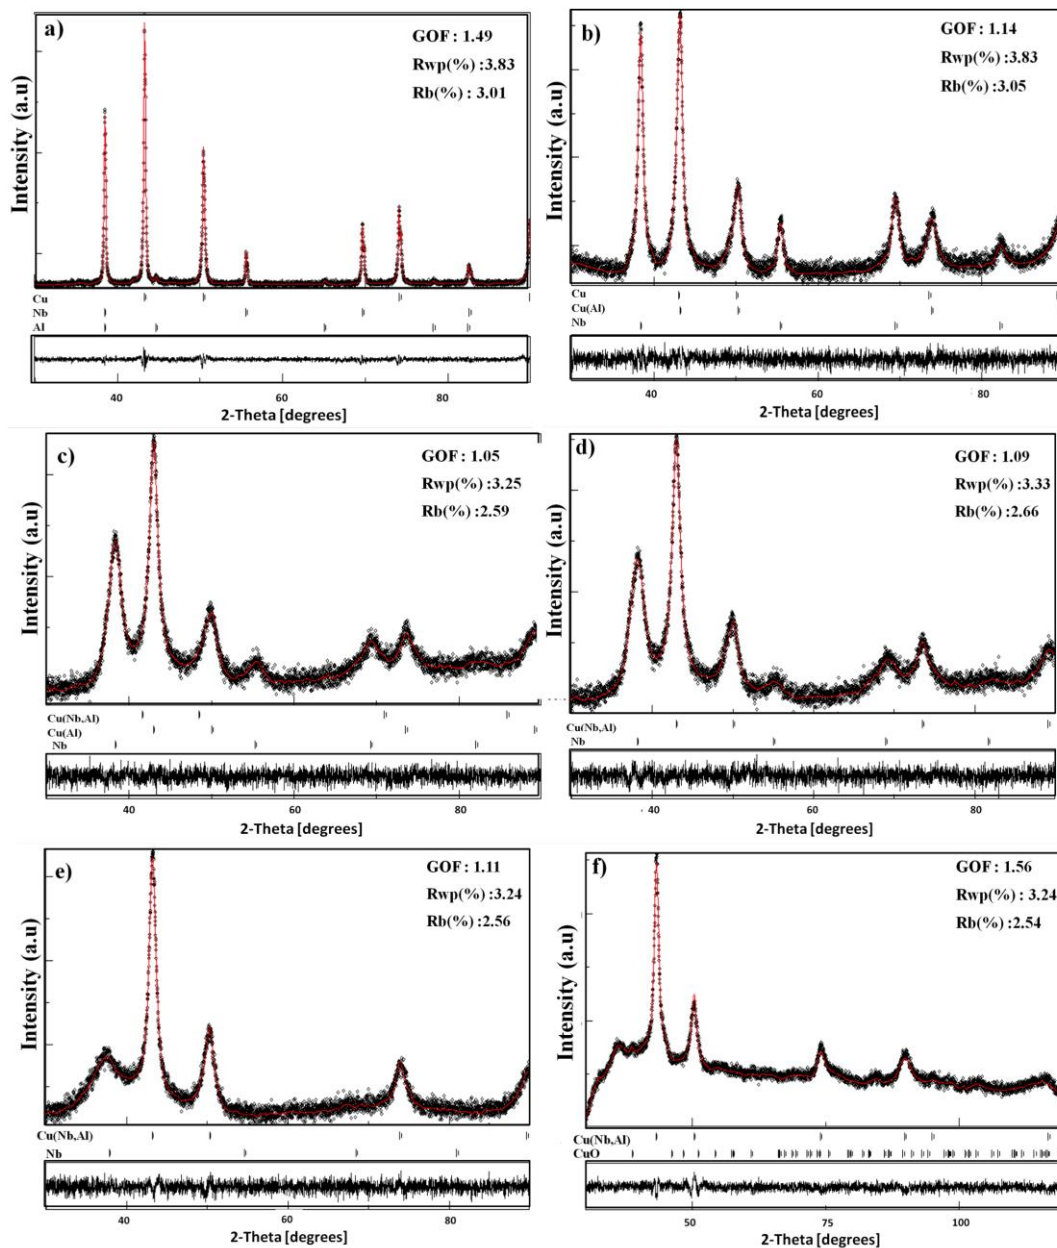 a)
GOF : 1.49
Rwp(%) :3.83
Rb(%) : 3.01
Intensity (a.u)
Cu
Nb
Al
40 60 80
2-Theta [degrees]
b)
GOF : 1.14
Rwp(%) :3.83
Rb(%) :3.05
Intensity (a.u)
Cu
Cu(Al)
Nb
40 60 80
2-Theta [degrees]
c)
GOF : 1.05
Rwp(%) :3.25
Rb(%) :2.59
Intensity (a.u)
Cu(Nb,Al)
Cu(Al)
Nb
40 60 80
2-Theta [degrees]
d)
GOF : 1.09
Rwp(%) :3.33
Rb(%) :2.66
Intensity (a.u)
Cu(Nb,Al)
Nb
40 60 80
2-Theta [degrees]
e)
GOF : 1.11
Rwp(%) :3.24
Rb(%) :2.56
Intensity (a.u)
Cu(Nb,Al)
Nb
40 60 80
2-Theta [degrees]
f)
GOF : 1.56
Rwp(%) : 3.24
Rb(%) :2.54
Intensity (a.u)
Cu(Nb,Al)
CuO
50 75 100
2-Theta [degrees]